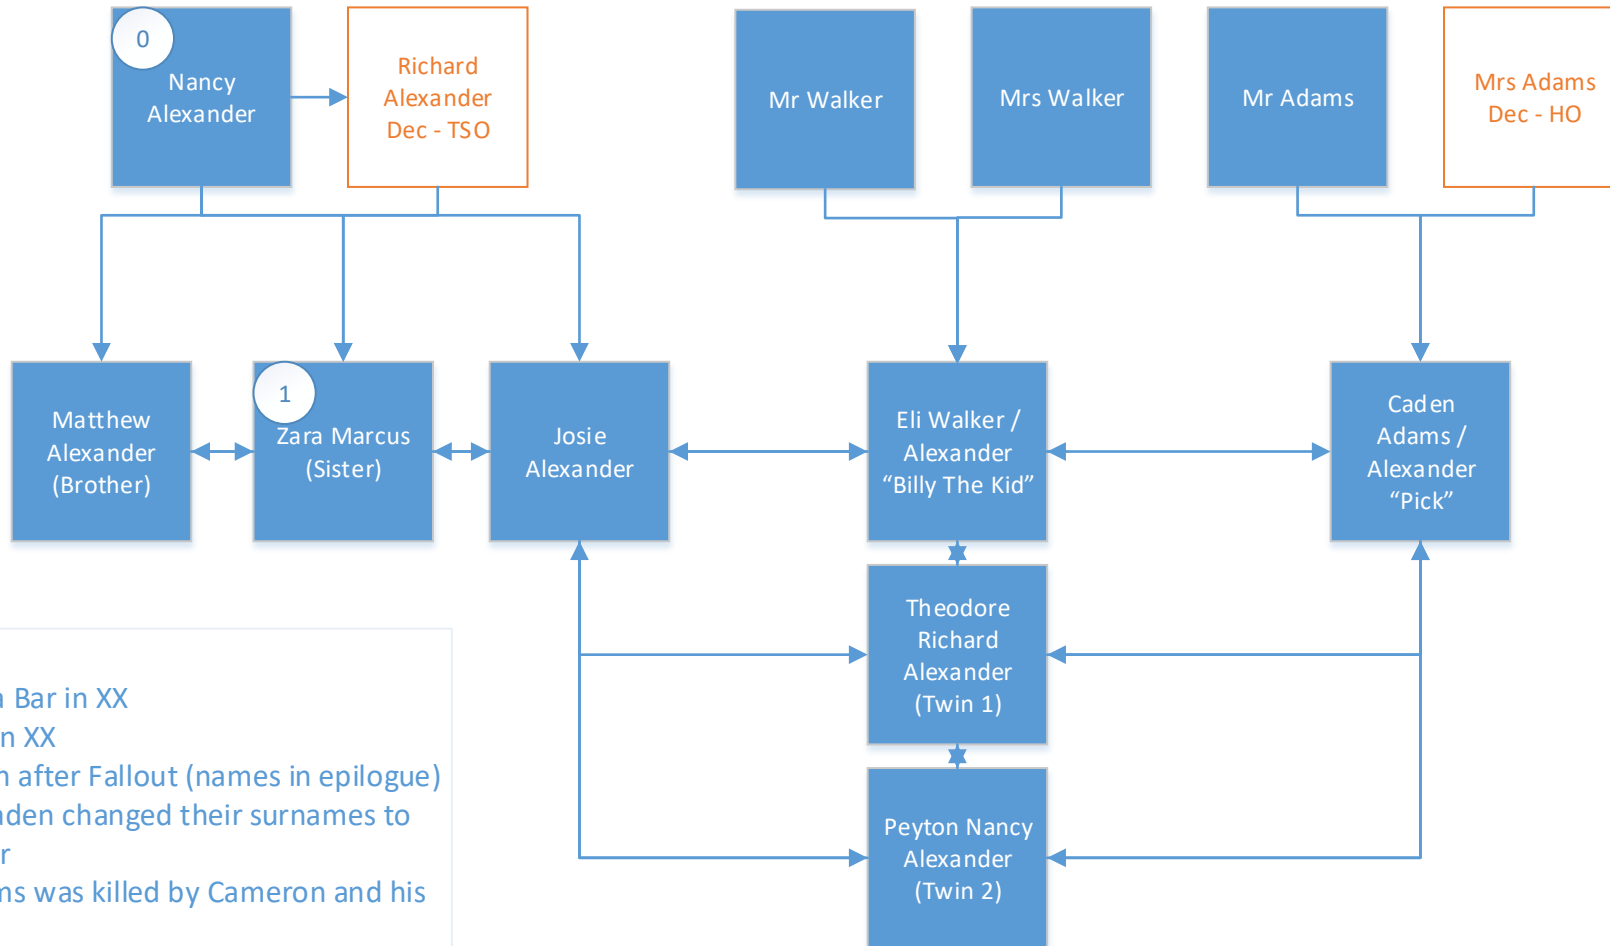 0
Nancy
Alexander
Richard
Alexander
Dec - TSO
Mr Walker
Mrs Walker
Mr Adams
Mrs Adams
Dec - HO
Matthew
Alexander
(Brother)
1
Zara Marcus
(Sister)
Josie
Alexander
Eli Walker /
Alexander
“Billy The Kid”
Caden
Adams /
Alexander
“Pick”
Theodore
Richard
Alexander
(Twin 1)
Peyton Nancy
Alexander
(Twin 2)
a Bar in XX
n XX
n after Fallout (names in epilogue)
aden changed their surnames to
r
ms was killed by Cameron and his